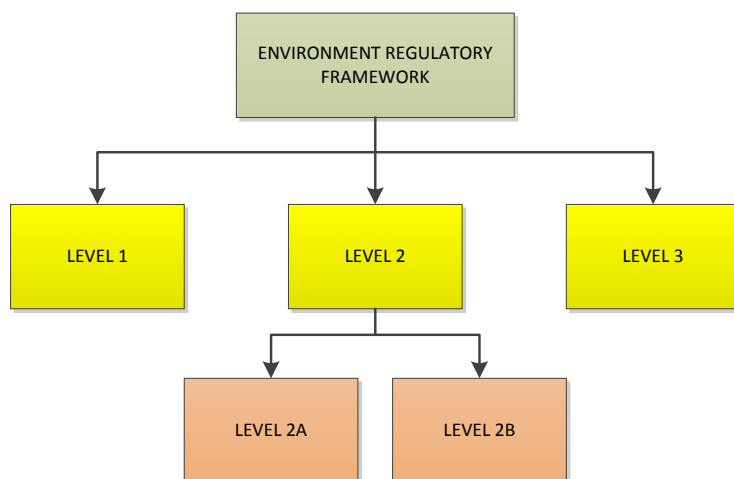 ENVIRONMENT REGULATORY
FRAMEWORK
LEVEL 1
LEVEL 2
LEVEL 3
LEVEL 2A
LEVEL 2B